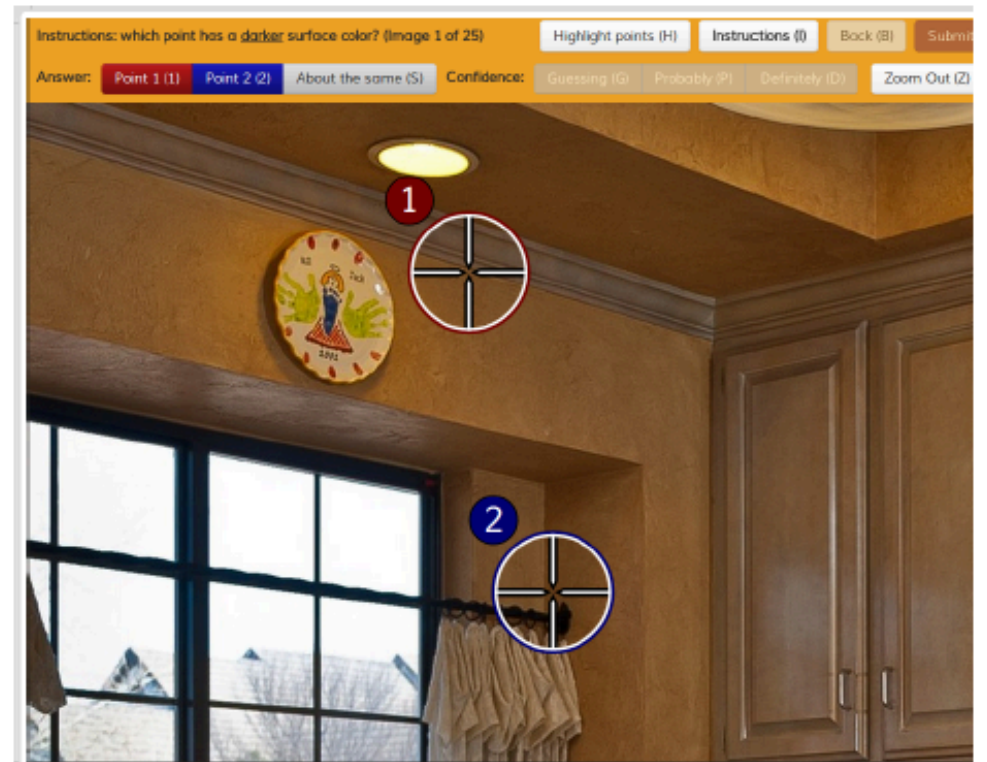 Instructions: which point has a darker surface color? (Image 1 of 25)
Highlight points (H)
Instructions (I)
Back (B)
Submit
Answer:
Point 1 (1)
Point 2 (2)
About the same (S)
Confidence:
Guessing (G)
Probably (P)
Definitely (D)
Zoom Out (Z)
1
2